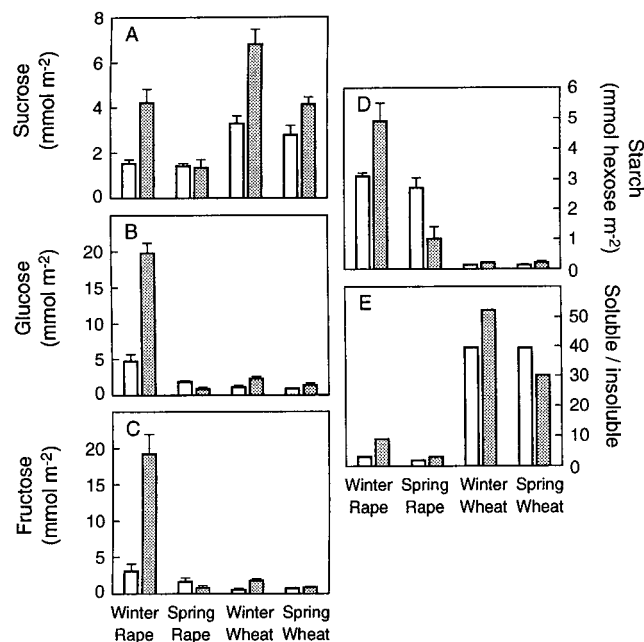 A
Sucrose
(mmol m-2)
8
6
4
2
0
B
Glucose
(mmol m-2)
20
15
10
5
0
C
Fructose
(mmol m-2)
20
15
10
5
0
Winter Rape
Spring Rape
Winter Wheat
Spring Wheat
D
6
5
4
3
2
1
0
Starch
(mmol hexose m-2)
E
50
40
30
20
10
0
Soluble / insoluble
Winter Rape
Spring Rape
Winter Wheat
Spring Wheat